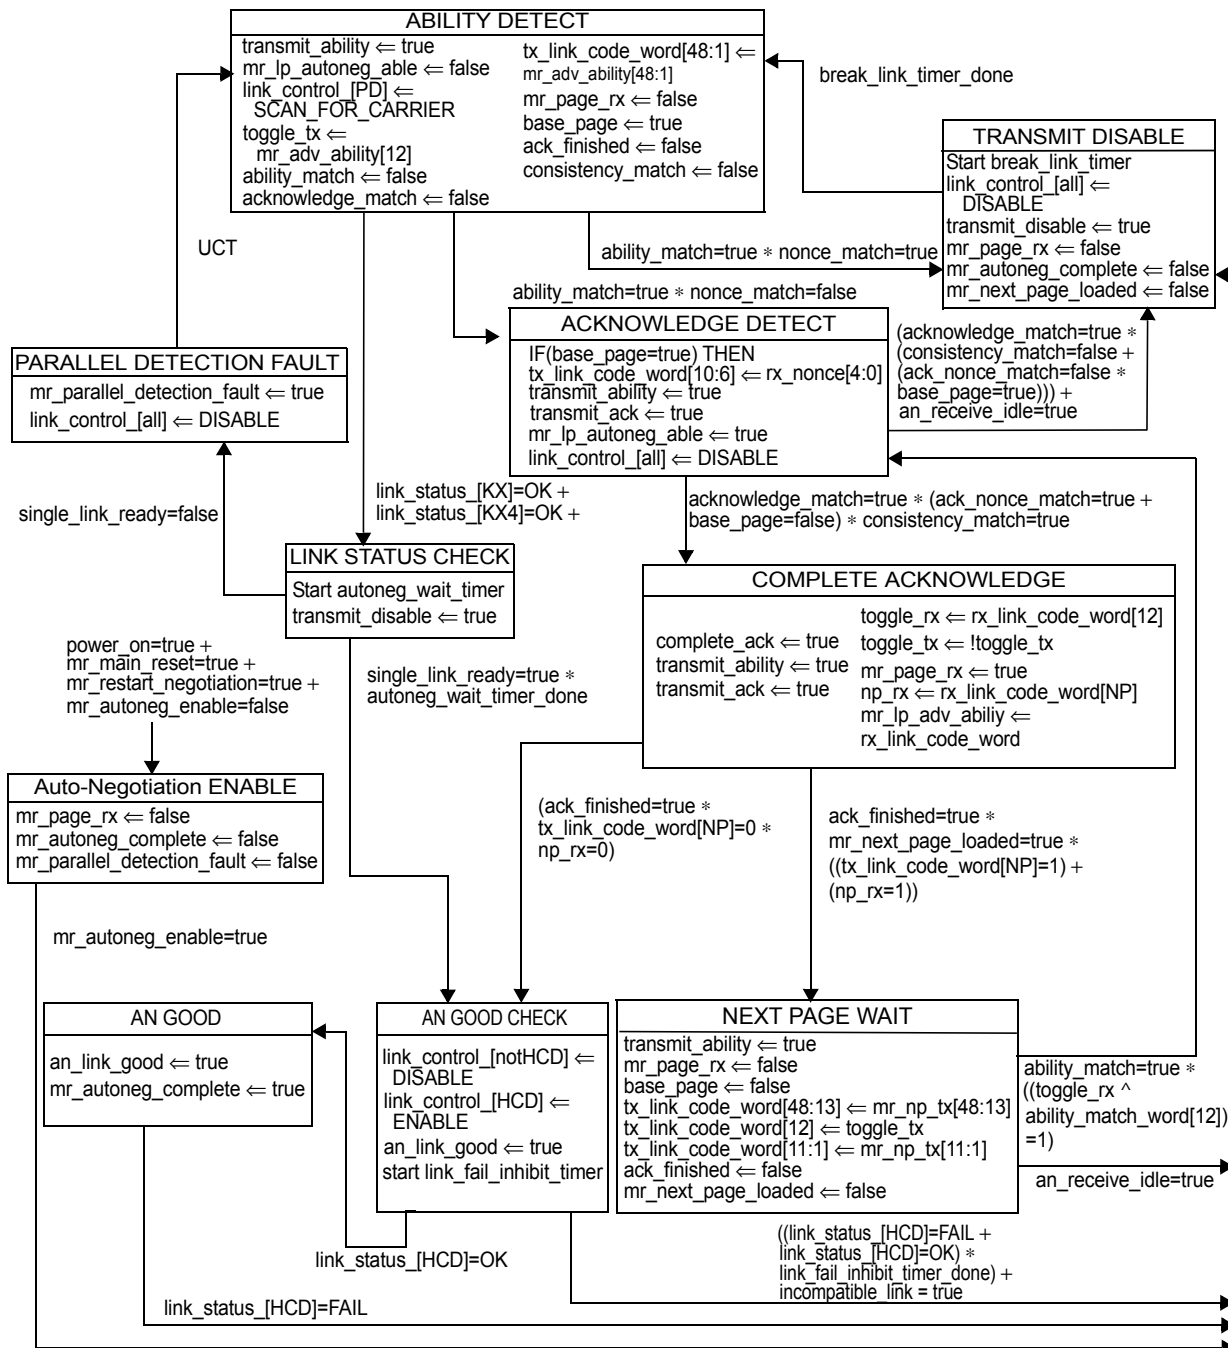 ABILITY DETECT
transmit_ability ⇐ true
mr_lp_autoneg_able ⇐ false
link_control_[PD] ⇐
SCAN_FOR_CARRIER
toggle_tx ⇐
mr_adv_ability[12]
ability_match ⇐ false
acknowledge_match ⇐ false
tx_link_code_word[48:1] ⇐
mr_adv_ability[48:1]
mr_page_rx ⇐ false
base_page ⇐ true
ack_finished ⇐ false
consistency_match ⇐ false
break_link_timer_done
TRANSMIT DISABLE
Start break_link_timer
link_control_[all] ⇐
DISABLE
transmit_disable ⇐ true
mr_page_rx ⇐ false
mr_autoneg_complete ⇐ false
mr_next_page_loaded ⇐ false
UCT
ability_match=true * nonce_match=true
ability_match=true * nonce_match=false
ACKNOWLEDGE DETECT
IF(base_page=true) THEN
tx_link_code_word[10:6] ⇐ rx_nonce[4:0]
transmit_ability ⇐ true
transmit_ack ⇐ true
mr_lp_autoneg_able ⇐ true
link_control_[all] ⇐ DISABLE
(acknowledge_match=true *
(consistency_match=false +
(ack_nonce_match=false *
base_page=true))) +
an_receive_idle=true
PARALLEL DETECTION FAULT
mr_parallel_detection_fault ⇐ true
link_control_[all] ⇐ DISABLE
single_link_ready=false
link_status_[KX]=OK +
link_status_[KX4]=OK +
acknowledge_match=true * (ack_nonce_match=true +
base_page=false) * consistency_match=true
LINK STATUS CHECK
Start autoneg_wait_timer
transmit_disable ⇐ true
COMPLETE ACKNOWLEDGE
complete_ack ⇐ true
transmit_ability ⇐ true
transmit_ack ⇐ true
toggle_rx ⇐ rx_link_code_word[12]
toggle_tx ⇐ !toggle_tx
mr_page_rx ⇐ true
np_rx ⇐ rx_link_code_word[NP]
mr_lp_adv_abiliy ⇐
rx_link_code_word
power_on=true +
mr_main_reset=true +
mr_restart_negotiation=true +
mr_autoneg_enable=false
single_link_ready=true *
autoneg_wait_timer_done
Auto-Negotiation ENABLE
mr_page_rx ⇐ false
mr_autoneg_complete ⇐ false
mr_parallel_detection_fault ⇐ false
(ack_finished=true *
tx_link_code_word[NP]=0 *
np_rx=0)
ack_finished=true *
mr_next_page_loaded=true *
((tx_link_code_word[NP]=1) +
(np_rx=1))
mr_autoneg_enable=true
AN GOOD
an_link_good ⇐ true
mr_autoneg_complete ⇐ true
AN GOOD CHECK
link_control_[notHCD] ⇐
DISABLE
link_control_[HCD] ⇐
ENABLE
an_link_good ⇐ true
start link_fail_inhibit_timer
NEXT PAGE WAIT
transmit_ability ⇐ true
mr_page_rx ⇐ false
base_page ⇐ false
tx_link_code_word[48:13] ⇐ mr_np_tx[48:13]
tx_link_code_word[12] ⇐ toggle_tx
tx_link_code_word[11:1] ⇐ mr_np_tx[11:1]
ack_finished ⇐ false
mr_next_page_loaded ⇐ false
ability_match=true *
((toggle_rx ^
ability_match_word[12])
=1)
an_receive_idle=true
link_status_[HCD]=OK
((link_status_[HCD]=FAIL +
link_status_[HCD]=OK) *
link_fail_inhibit_timer_done) +
incompatible_link = true
link_status_[HCD]=FAIL